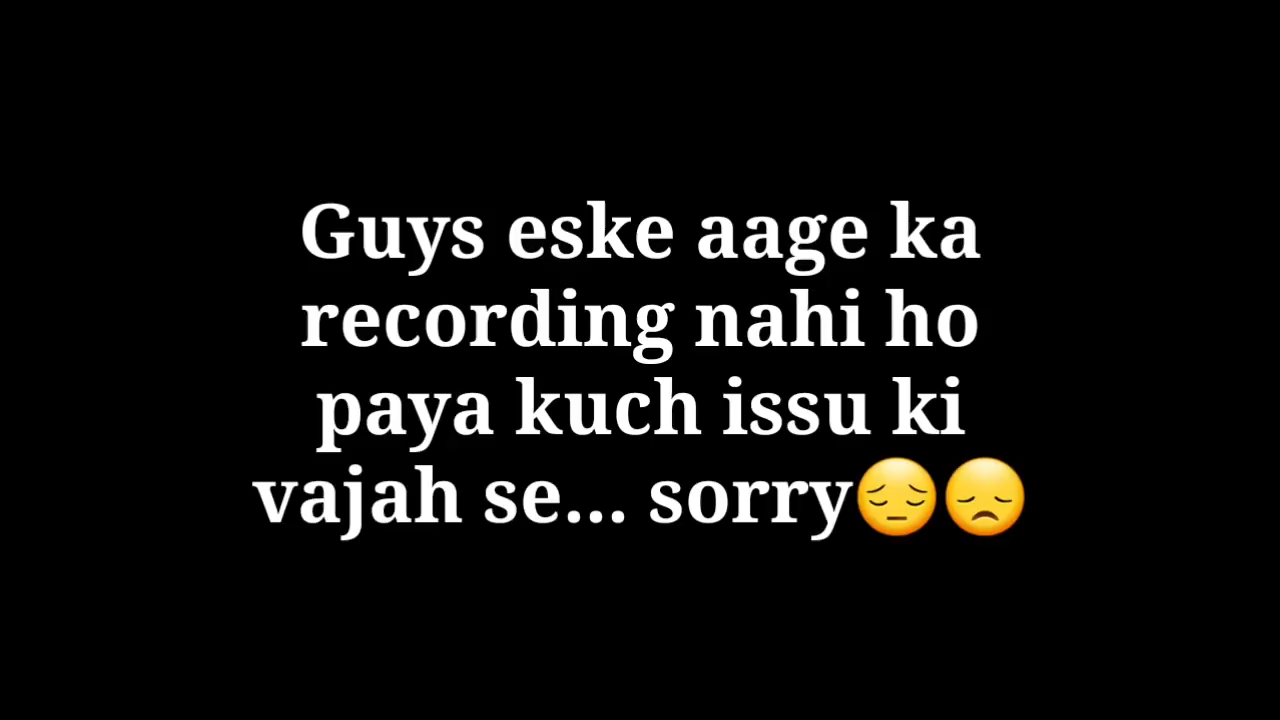 Guys eske aage ka
recording nahi ho
paya kuch issu ki
vajah se... sorry😔😞